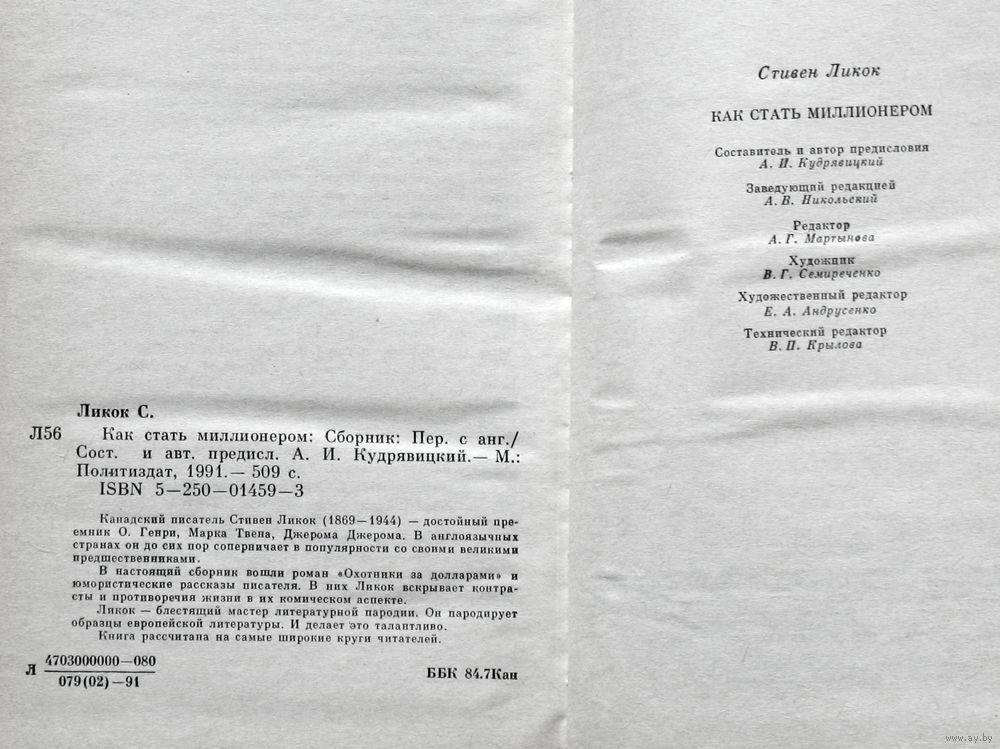 Ликок С.
Л56 Как стать миллионером: Сборник: Пер. с анг./
Сост. и авт. предисл. А. И. Кудрявицкий.— М.:
Политиздат, 1991.— 509 с.
ISBN 5—250—01459—3
Канадский писатель Стивен Ликок (1869—1944) — достойный пре-
емник О. Генри, Марка Твена, Джерома Джерома. В англоязычных
странах он до сих пор соперничает в популярности со своими великими
предшественниками.
В настоящий сборник вошли роман «Охотники за долларами» и
юмористические рассказы писателя. В них Ликок вскрывает контра-
сты и противоречия жизни в их комическом аспекте.
Ликок — блестящий мастер литературной пародии. Он пародирует
образцы европейской литературы. И делает это талантливо.
Книга рассчитана на самые широкие круги читателей.
Л 4703000000—080
079(02)—91
ББК 84.7Кан
Стивен Ликок
КАК СТАТЬ МИЛЛИОНЕРОМ
Составитель и автор предисловия
А. И. Кудрявицкий
Заведующий редакцией
А. В. Никольский
Редактор
А. Г. Мартынова
Художник
В. Г. Семиреченко
Художественный редактор
Е. А. Андрусенко
Технический редактор
В. П. Крылова
www.ay.by